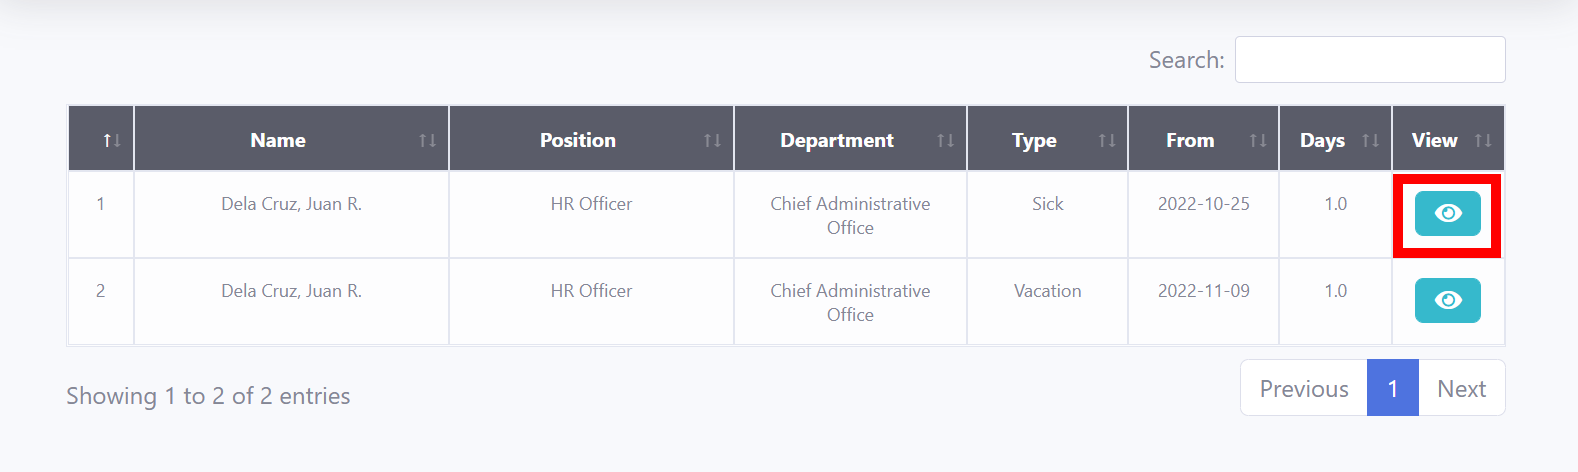 Search:
Name Position Department Type From Days View
1 Dela Cruz, Juan R. HR Officer Chief Administrative Office Sick 2022-10-25 1.0
2 Dela Cruz, Juan R. HR Officer Chief Administrative Office Vacation 2022-11-09 1.0
Showing 1 to 2 of 2 entries
Previous 1 Next